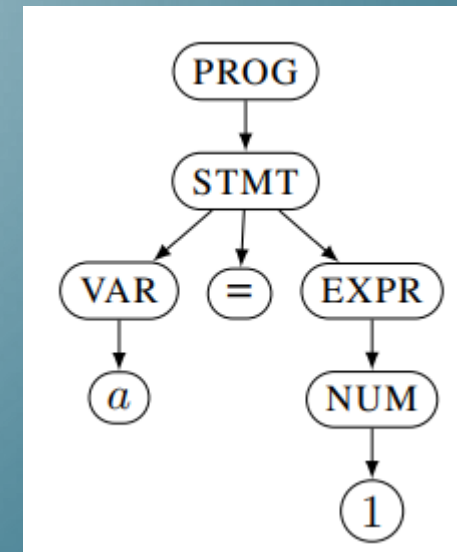 PROG
STMT
VAR = EXPR
a NUM
1